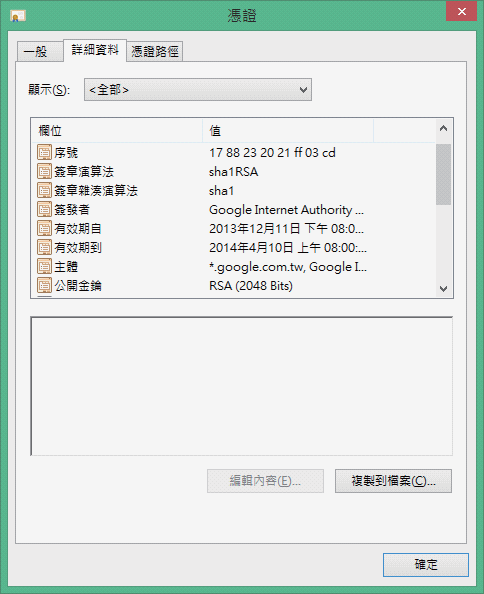 憑證
一般 詳細資料 憑證路徑
顯示(S): <全部>
欄位 值
序號 17 88 23 20 21 ff 03 cd
簽章演算法 sha1RSA
簽章雜湊演算法 sha1
簽發者 Google Internet Authority ...
有效期自 2013年12月11日 下午 08:0...
有效期到 2014年4月10日 上午 08:00:...
主體 *.google.com.tw, Google I...
公開金鑰 RSA (2048 Bits)
編輯內容(E)... 複製到檔案(C)...
確定